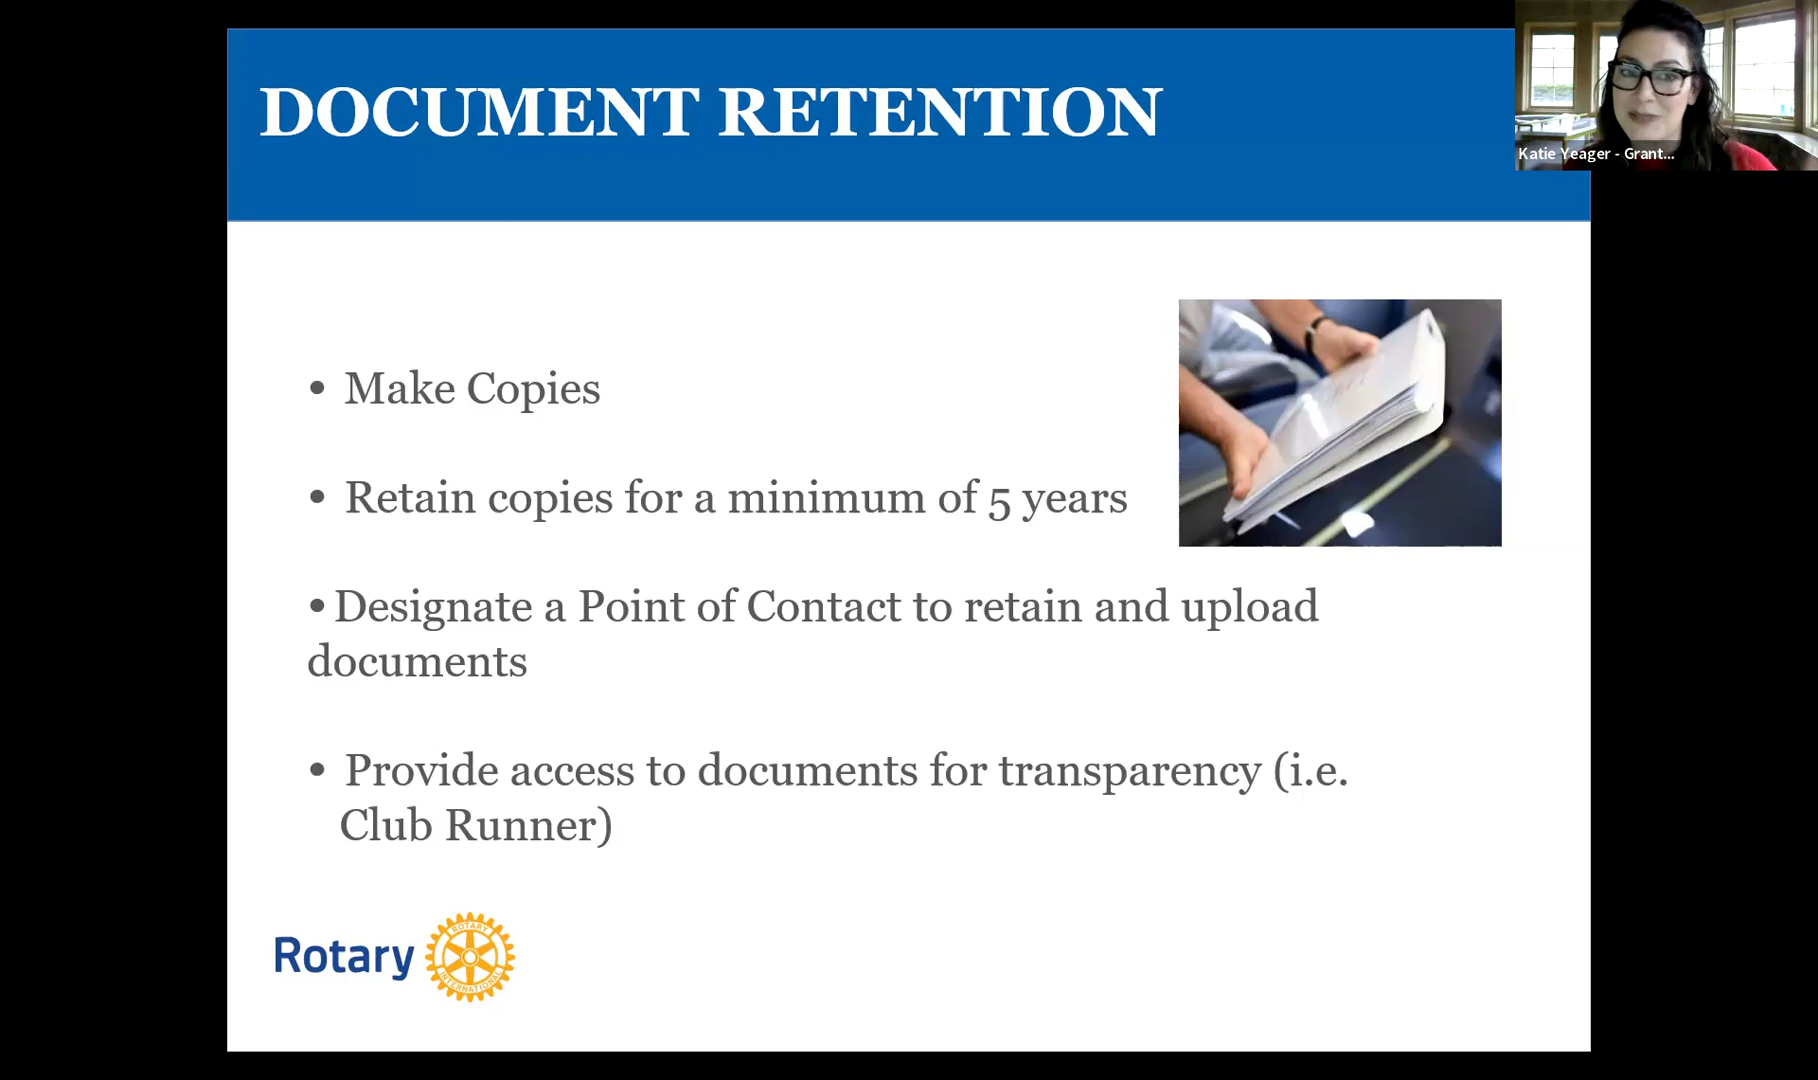 DOCUMENT RETENTION
Katie Yeager - Grant...
• Make Copies
• Retain copies for a minimum of 5 years
• Designate a Point of Contact to retain and upload
documents
• Provide access to documents for transparency (i.e.
Club Runner)
Rotary
ROTARY
INTERNATIONAL